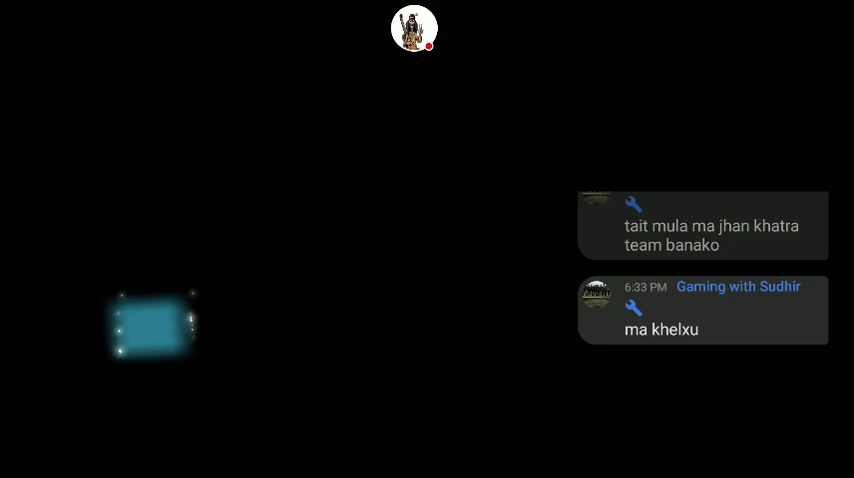 tait mula ma jhan khatra
team banako
6:33 PM Gaming with Sudhir
ma khelxu